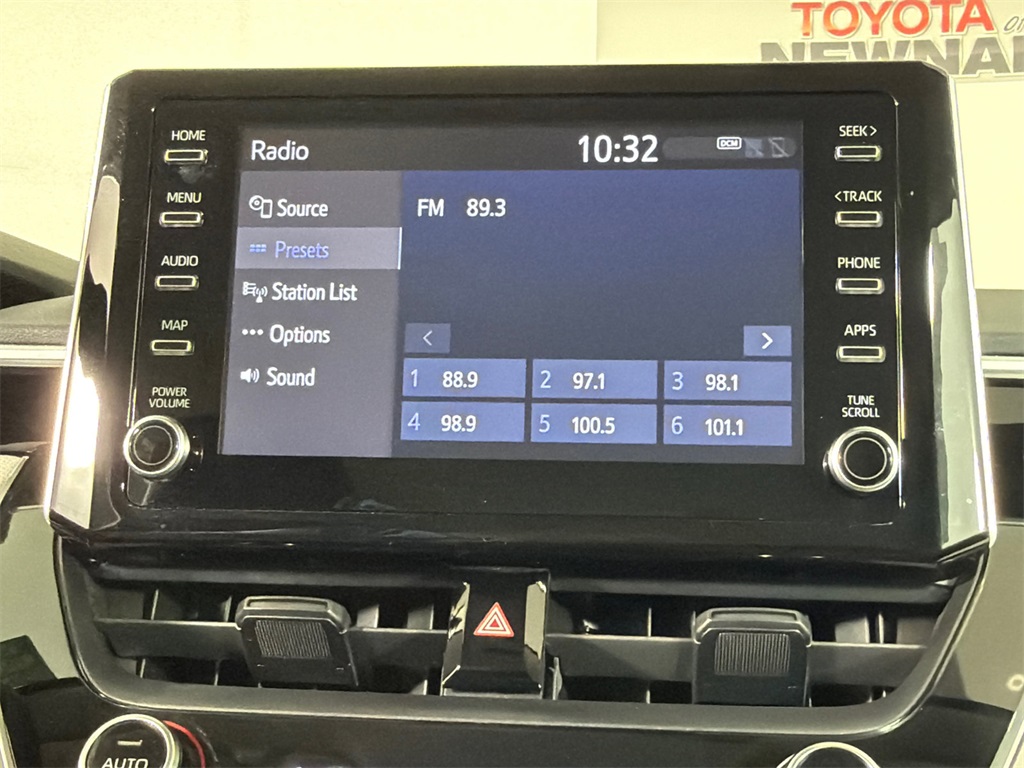 TOYOTA
NEWNA
HOME
MENU
AUDIO
MAP
POWER
VOLUME
Radio
10:32
DCM
Source
Presets
Station List
Options
Sound
FM 89.3
<
>
1 88.9
2 97.1
3 98.1
4 98.9
5 100.5
6 101.1
SEEK>
<TRACK
PHONE
APPS
TUNE
SCROLL
AUTO